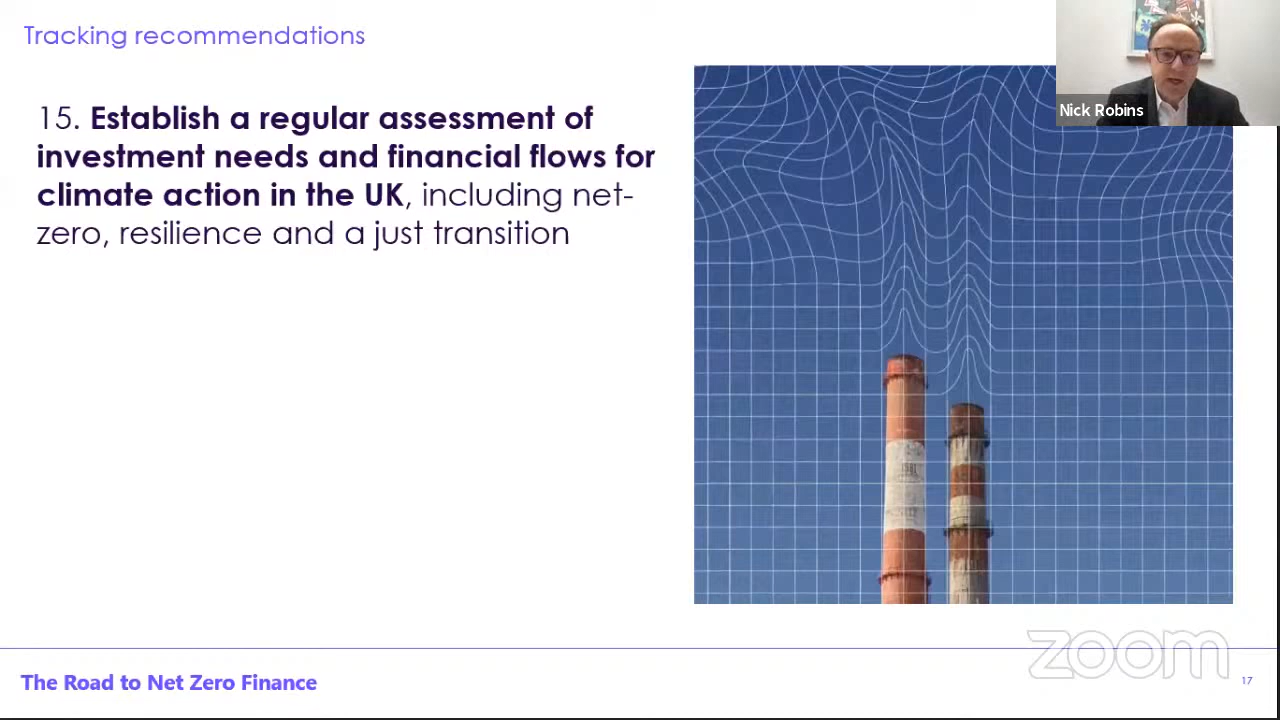 Tracking recommendations
Nick Robins
15. Establish a regular assessment of
investment needs and financial flows for
climate action in the UK, including net-
zero, resilience and a just transition
zoom
The Road to Net Zero Finance
17